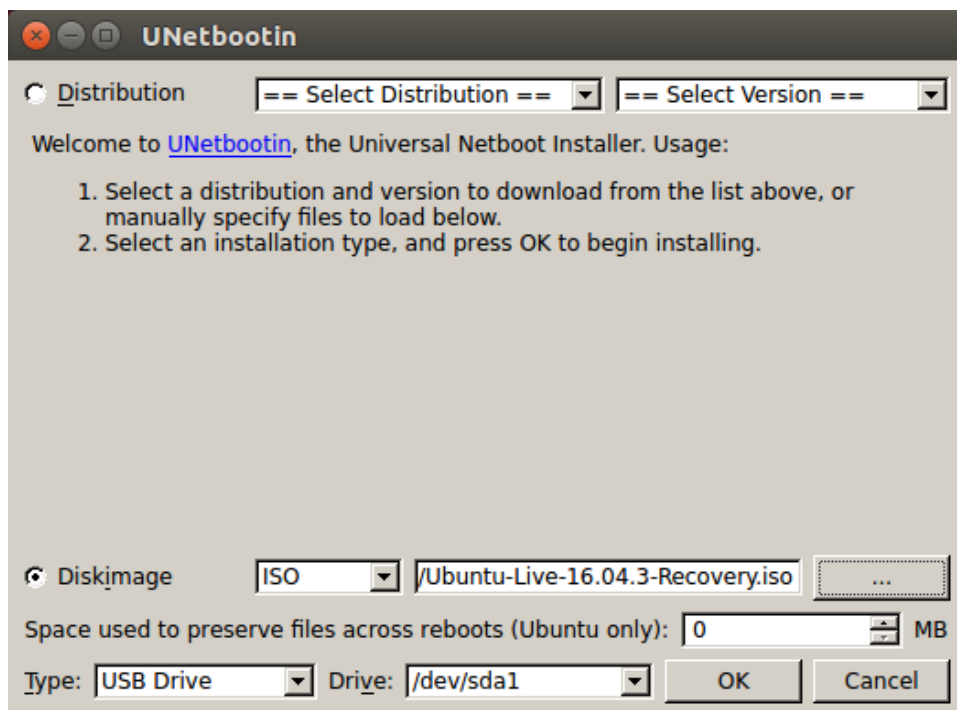 UNetbootin
Distribution == Select Distribution == == Select Version ==
Welcome to UNetbootin, the Universal Netboot Installer. Usage:
1. Select a distribution and version to download from the list above, or
manually specify files to load below.
2. Select an installation type, and press OK to begin installing.
Diskimage ISO /Ubuntu-Live-16.04.3-Recovery.iso ...
Space used to preserve files across reboots (Ubuntu only): 0 MB
Type: USB Drive Drive: /dev/sda1 OK Cancel